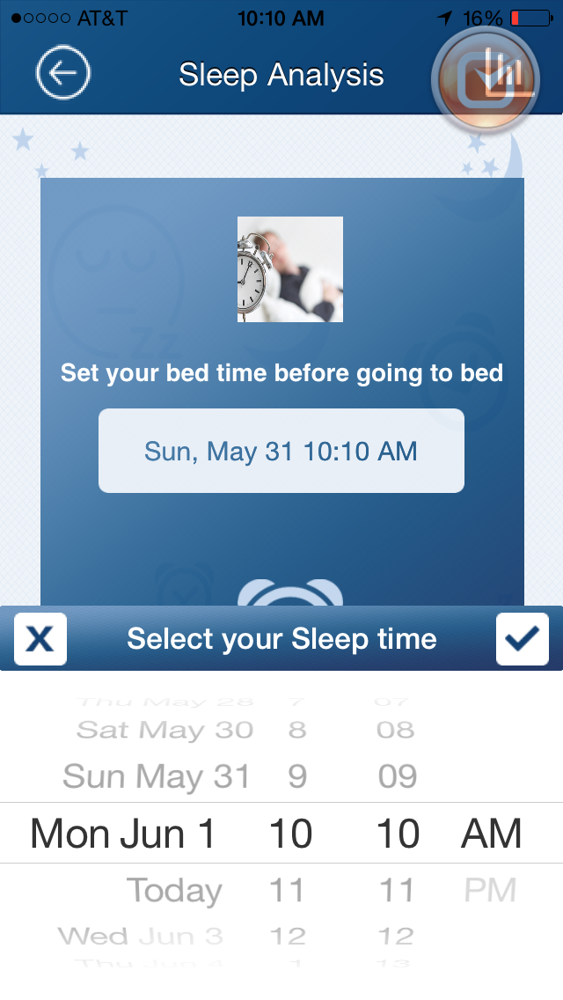 AT&T 10:10 AM 16%
Sleep Analysis
zz
Set your bed time before going to bed
Sun, May 31 10:10 AM
X Select your Sleep time
Thu May 28 7 07
Sat May 30 8 08
Sun May 31 9 09
Mon Jun 1 10 10 AM
Today 11 11 PM
Wed Jun 3 12 12
Thu Jun 4 1 13